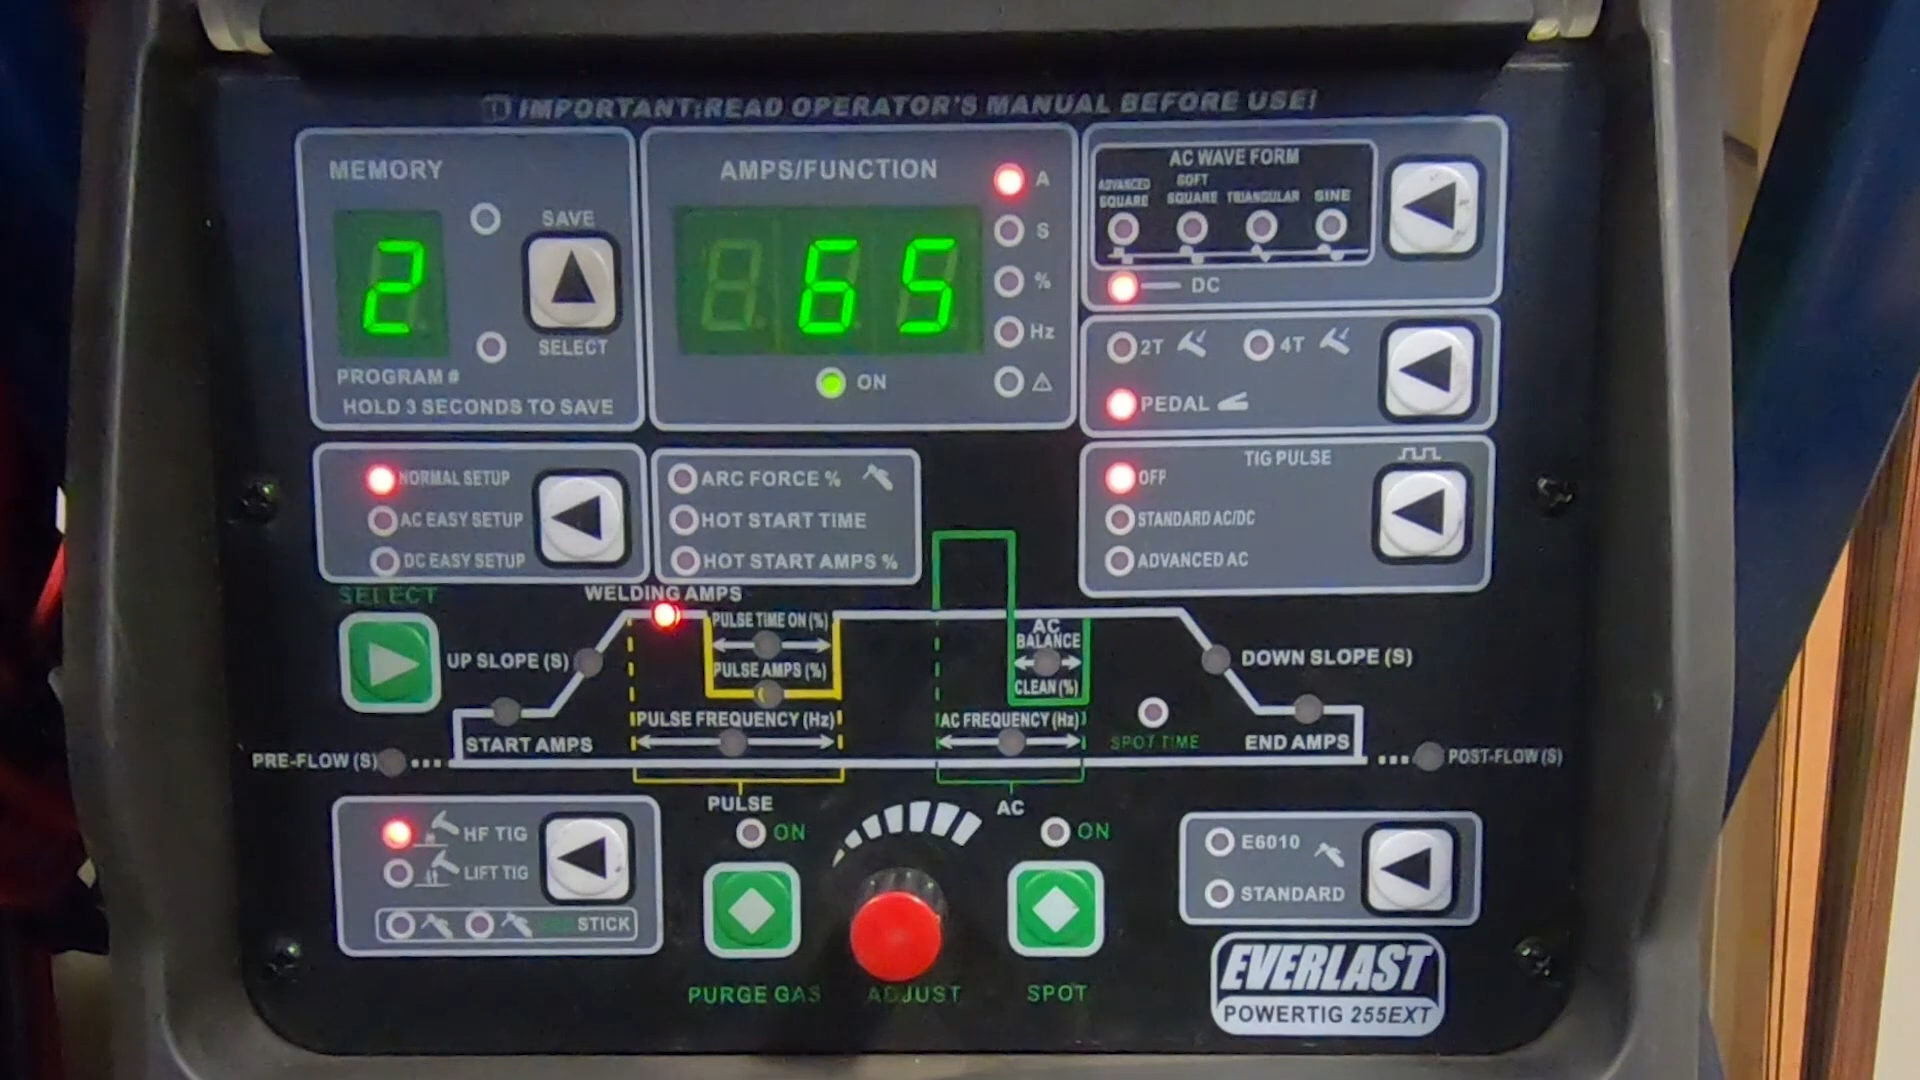 IMPORTANT:READ OPERATOR'S MANUAL BEFORE USE!
MEMORY
2
SAVE
SELECT
PROGRAM #
HOLD 3 SECONDS TO SAVE
AMPS/FUNCTION
65
A
S
%
Hz
ON
AC WAVE FORM
ADVANCED SQUARE
SOFT SQUARE
TRIANGULAR
SINE
DC
2T
4T
PEDAL
NORMAL SETUP
AC EASY SETUP
DC EASY SETUP
ARC FORCE %
HOT START TIME
HOT START AMPS %
TIG PULSE
OFF
STANDARD AC/DC
ADVANCED AC
SELECT
WELDING AMPS
UP SLOPE (S)
PULSE TIME ON (%)
PULSE AMPS (%)
PULSE FREQUENCY (Hz)
START AMPS
PRE-FLOW (S)
AC BALANCE
CLEAN (%)
AC FREQUENCY (Hz)
SPOT TIME
DOWN SLOPE (S)
END AMPS
POST-FLOW (S)
PULSE
AC
HF TIG
LIFT TIG
STICK
ON
PURGE GAS
ADJUST
ON
SPOT
E6010
STANDARD
EVERLAST
POWERTIG 255EXT